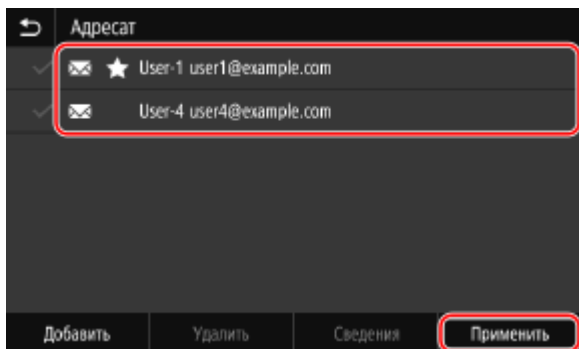 Адресат
User-1 user1@example.com
User-4 user4@example.com
Добавить Удалить Сведения Применить